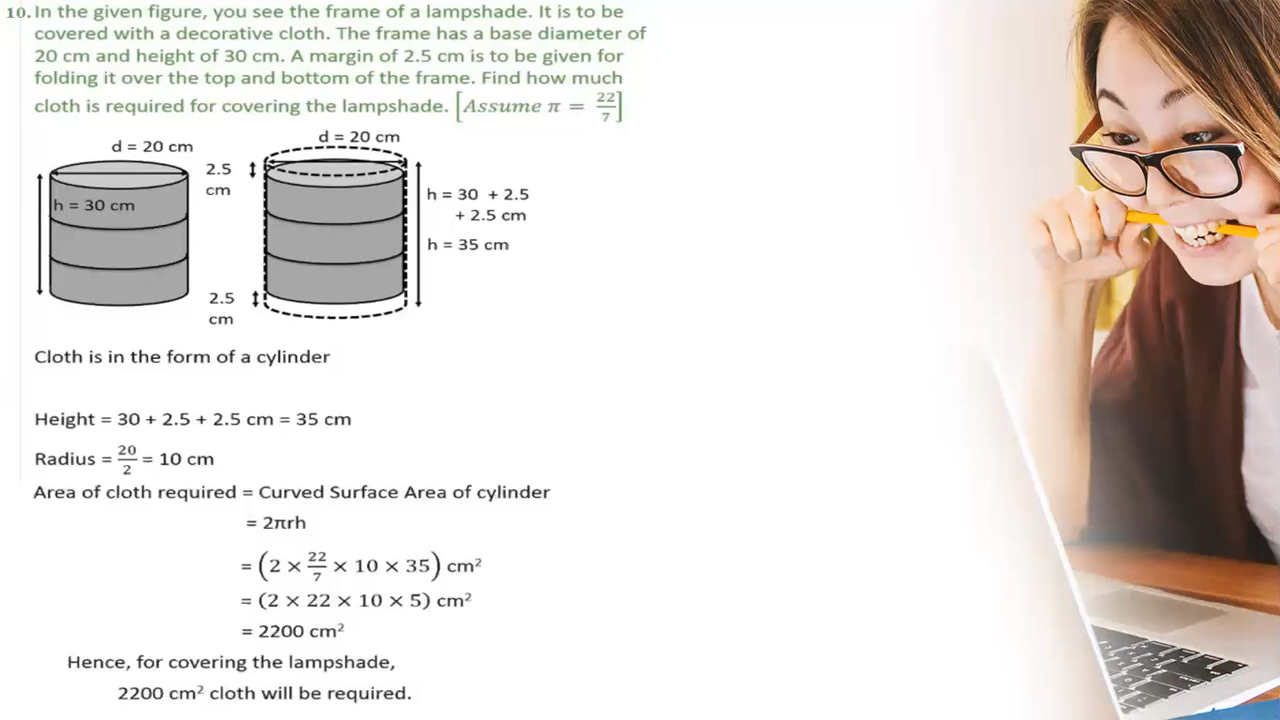 10. In the given figure, you see the frame of a lampshade. It is to be
covered with a decorative cloth. The frame has a base diameter of
20 cm and height of 30 cm. A margin of 2.5 cm is to be given for
folding it over the top and bottom of the frame. Find how much
cloth is required for covering the lampshade. [Assume π = 22/7]
d = 20 cm
h = 30 cm
d = 20 cm
2.5
cm
h = 30 + 2.5
+ 2.5 cm
h = 35 cm
2.5
cm
Cloth is in the form of a cylinder
Height = 30 + 2.5 + 2.5 cm = 35 cm
Radius = 20/2 = 10 cm
Area of cloth required = Curved Surface Area of cylinder
= 2πrh
= (2 × 22/7 × 10 × 35) cm²
= (2 × 22 × 10 × 5) cm²
= 2200 cm²
Hence, for covering the lampshade,
2200 cm² cloth will be required.